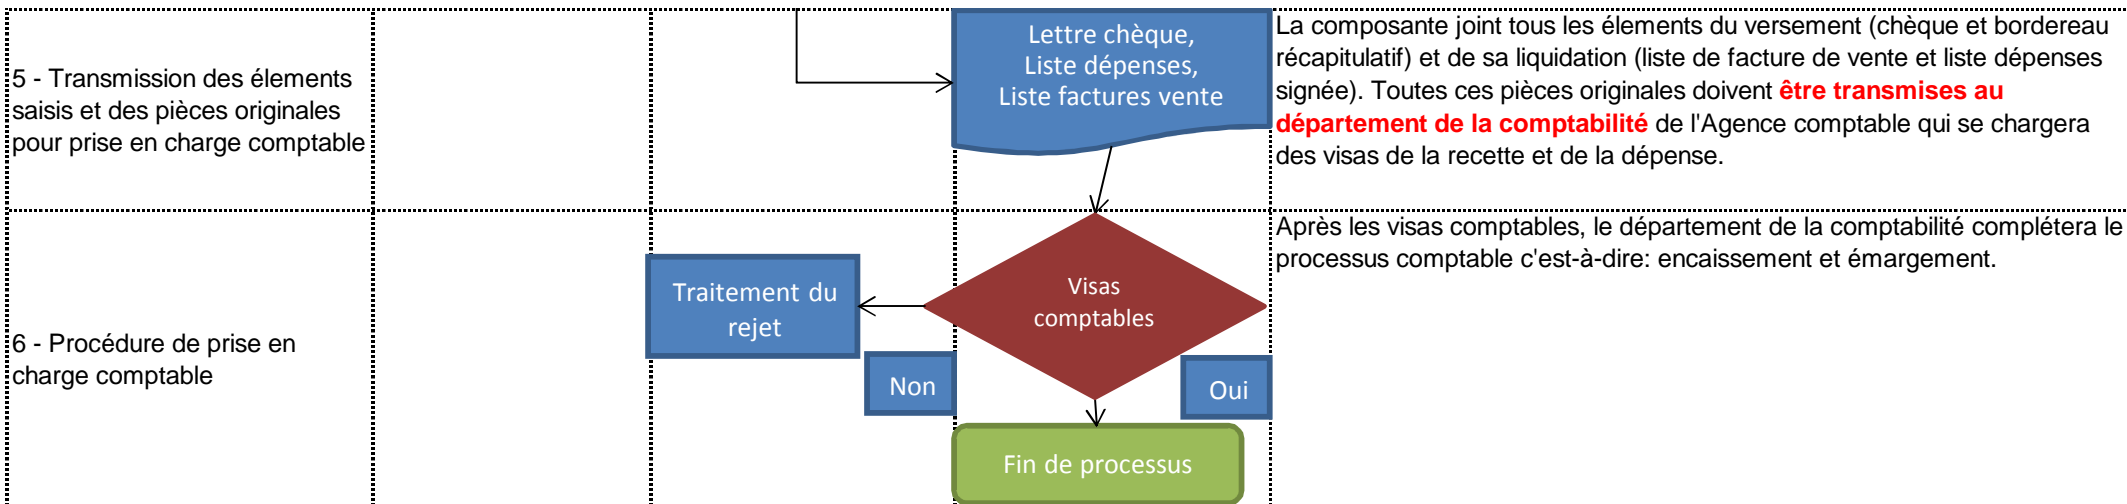 5 - Transmission des élements
saisis et des pièces originales
pour prise en charge comptable
Lettre chèque,
Liste dépenses,
Liste factures vente
La composante joint tous les élements du versement (chèque et bordereau
récapitulatif) et de sa liquidation (liste de facture de vente et liste dépenses
signée). Toutes ces pièces originales doivent être transmises au
département de la comptabilité de l'Agence comptable qui se chargera
des visas de la recette et de la dépense.
6 - Procédure de prise en
charge comptable
Traitement du
rejet
Visas
comptables
Non
Oui
Fin de processus
Après les visas comptables, le département de la comptabilité complétera le
processus comptable c'est-à-dire: encaissement et émargement.